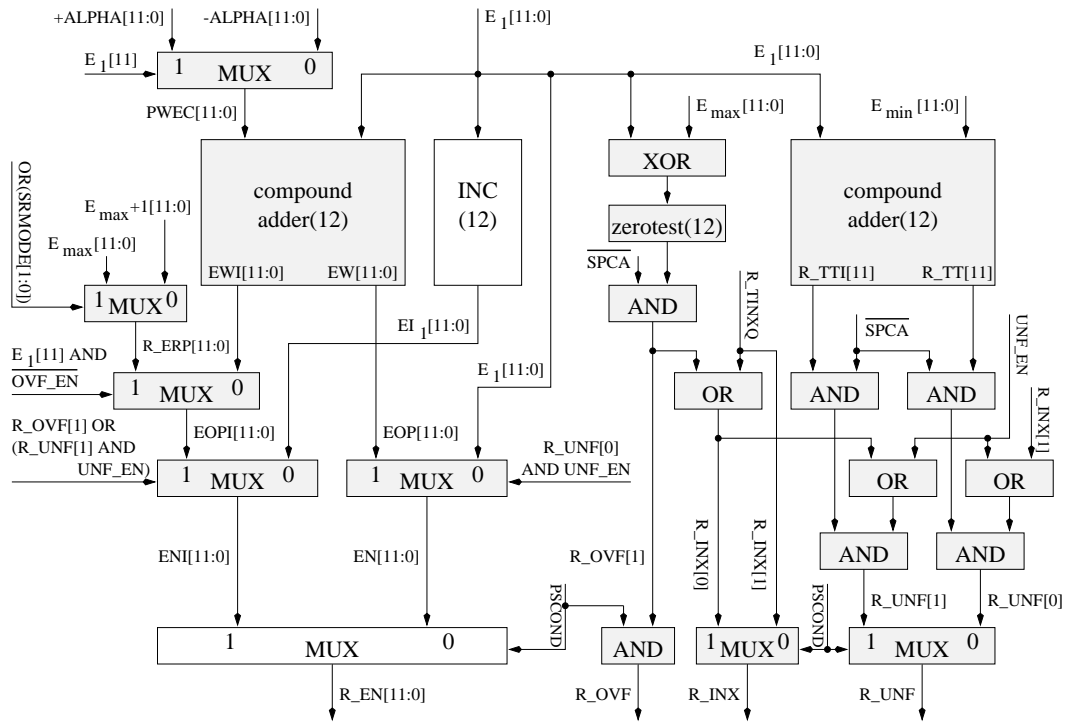 +ALPHA[11:0]
-ALPHA[11:0]
E 1[11:0]
E 1[11]
1 MUX 0
E 1[11:0]
PWEC[11:0]
E max[11:0]
E min[11:0]
OR(SRMODE[1:0])
E max+1[11:0]
E max[11:0]
compound
adder(12)
EWI[11:0]
EW[11:0]
INC
(12)
XOR
zerotest(12)
SPCA
AND
compound
adder(12)
R_TTI[11]
R_TT[11]
1 MUX 0
R_ERP[11:0]
EI 1[11:0]
R_TINXQ
SPCA
UNF_EN
E 1[11] AND
OVF_EN
1 MUX 0
E 1[11:0]
OR
AND
AND
R_INX[1]
R_OVF[1] OR
(R_UNF[1] AND
UNF_EN)
EOPI[11:0]
EOP[11:0]
R_UNF[0]
AND UNF_EN
1 MUX 0
1 MUX 0
OR
OR
ENI[11:0]
EN[11:0]
R_OVF[1]
R_INX[0]
R_INX[1]
AND
AND
R_UNF[1]
R_UNF[0]
PSCOND
PSCOND
1 MUX 0
AND
1 MUX 0
1 MUX 0
R_EN[11:0]
R_OVF
R_INX
R_UNF